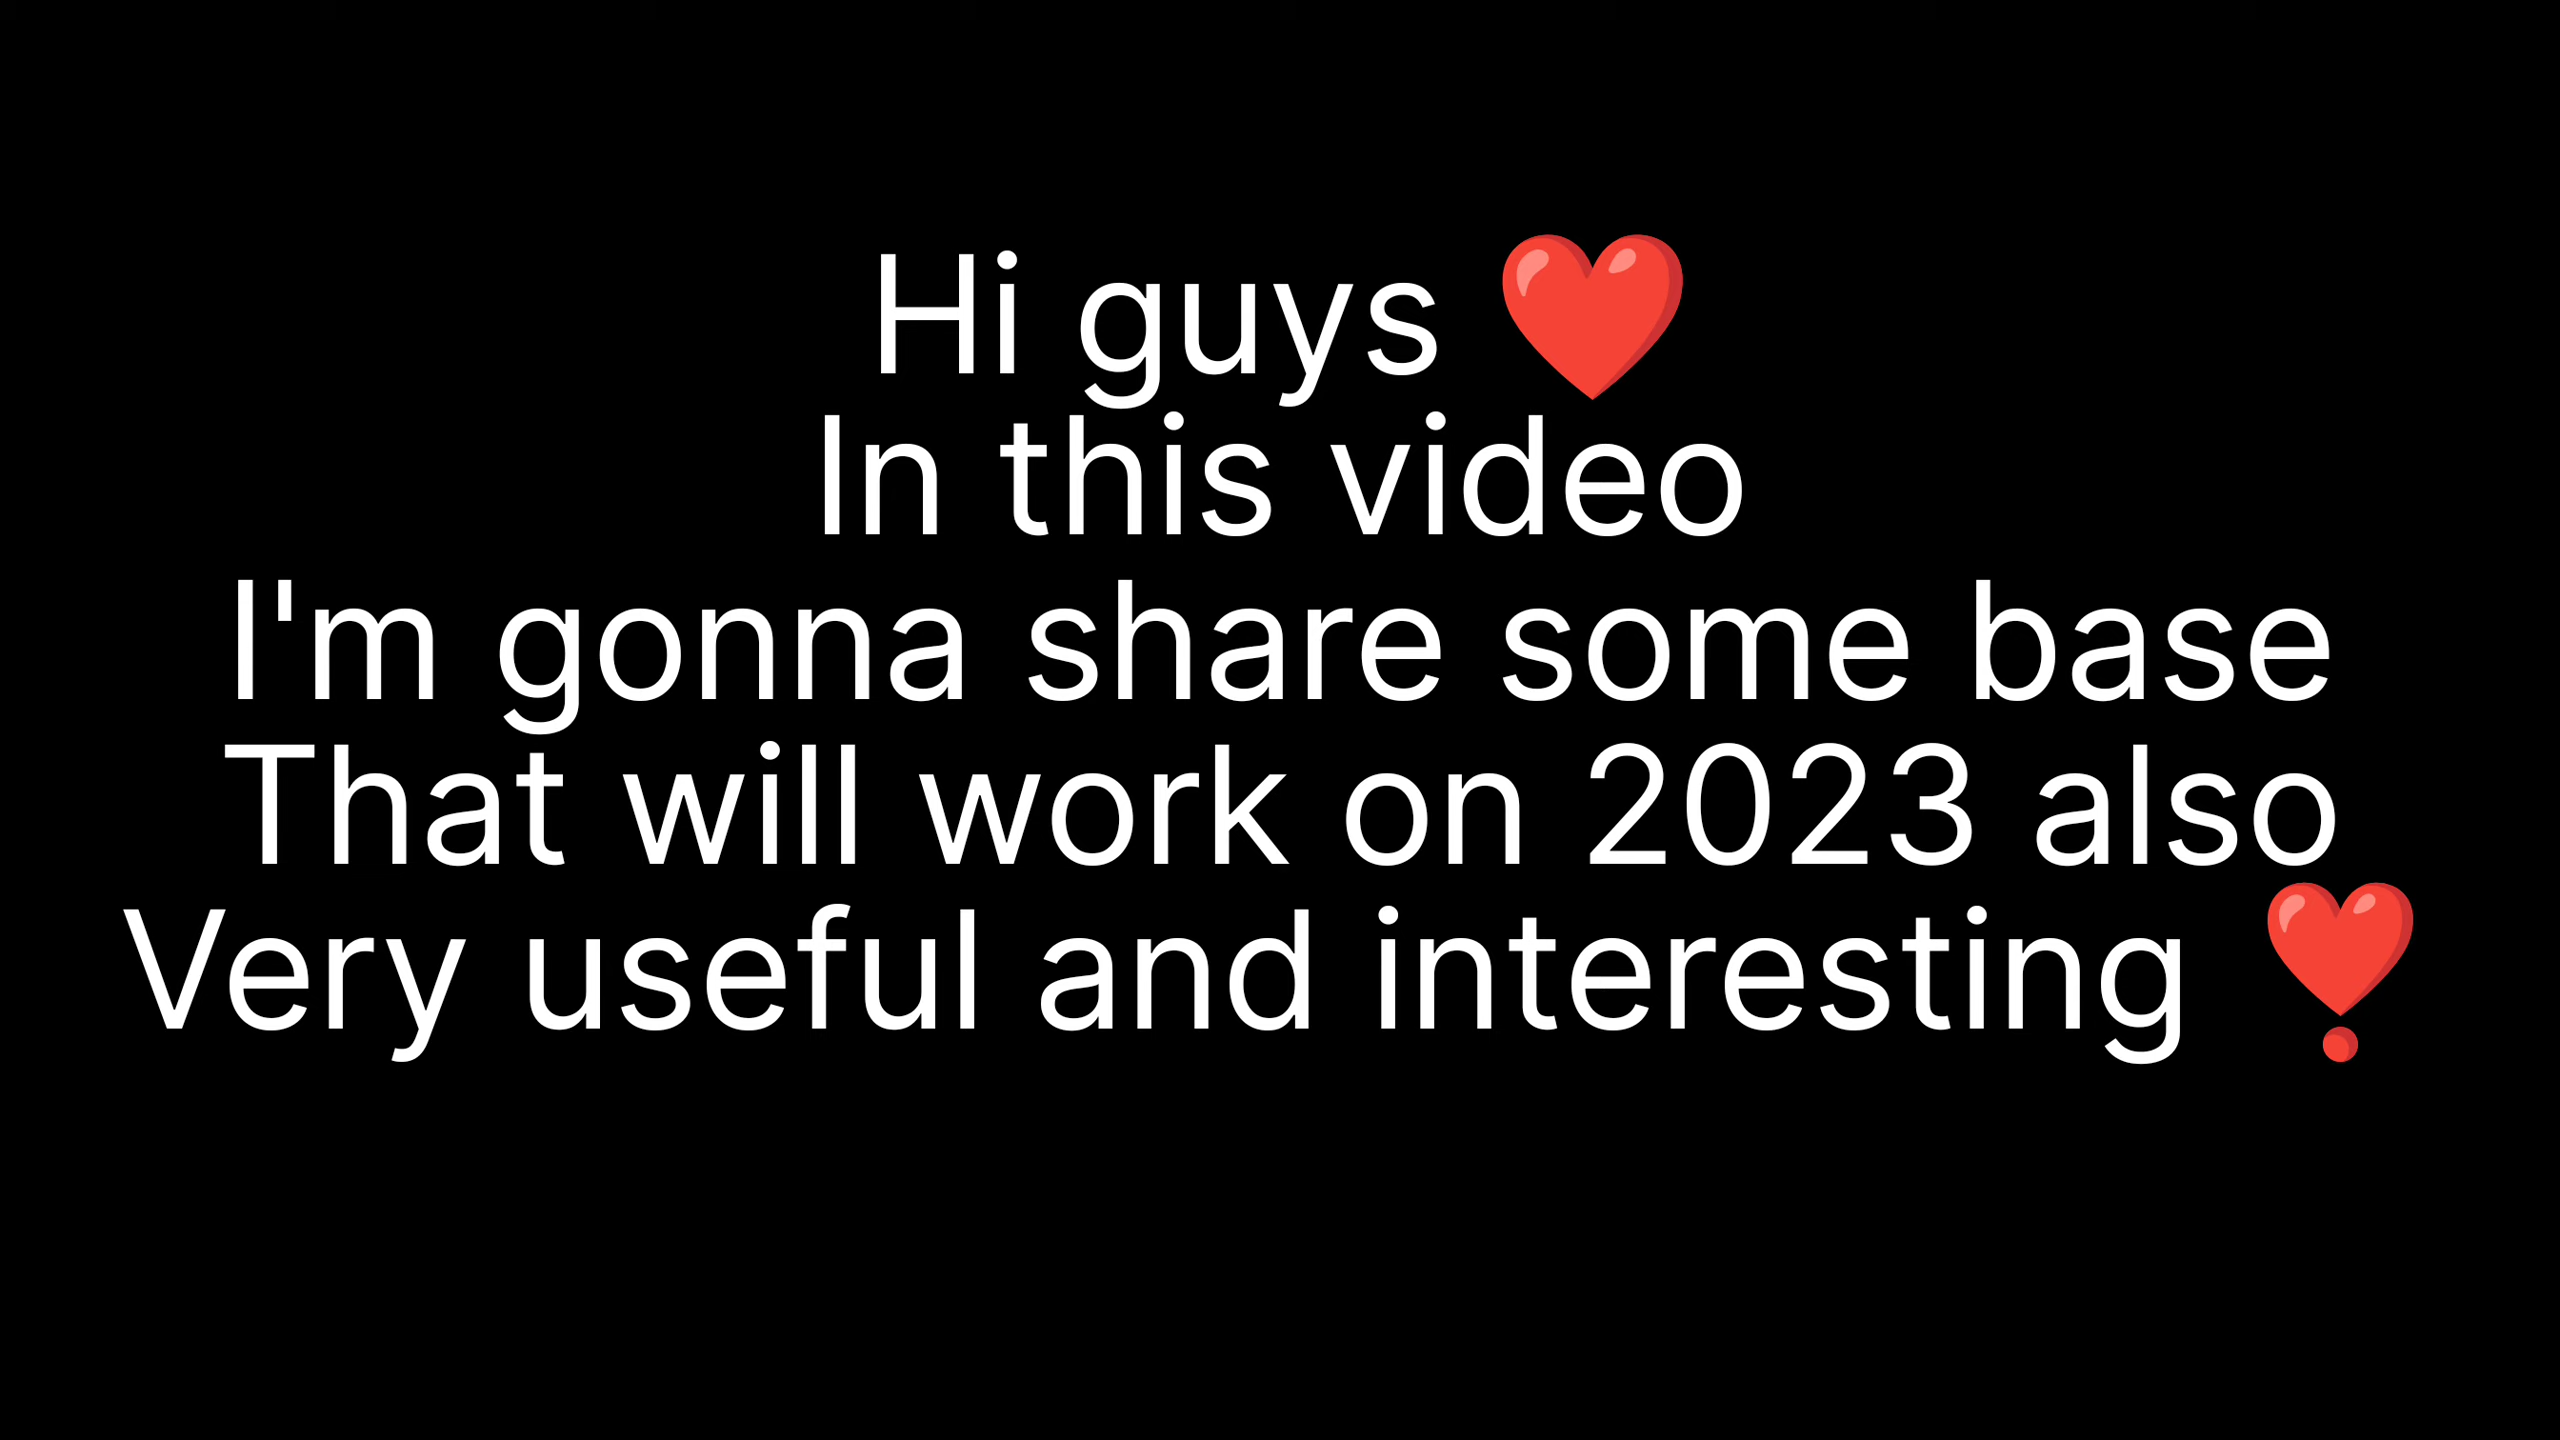 Hi guys ❤️
In this video
I'm gonna share some base
That will work on 2023 also
Very useful and interesting ❣️